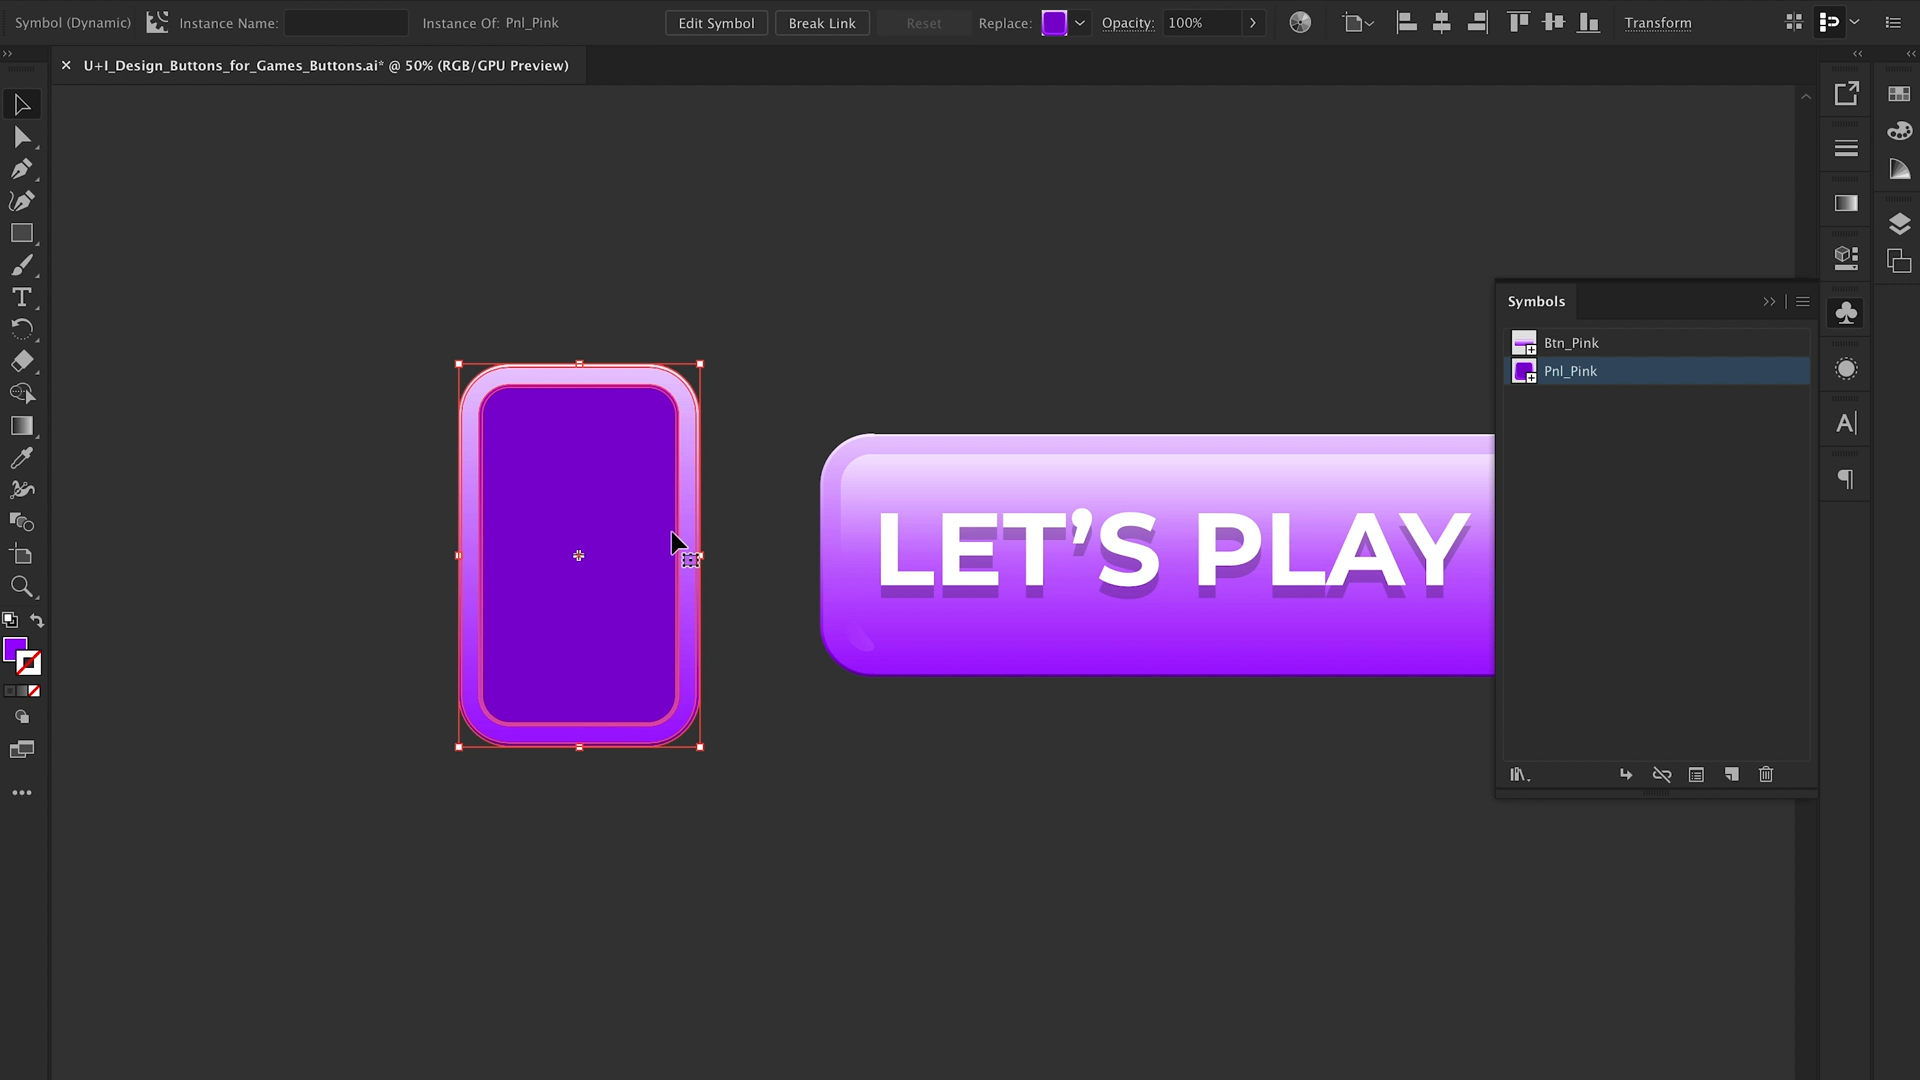 Symbol (Dynamic) Instance Name: Instance Of: Pnl_Pink Edit Symbol Break Link Reset Replace: Opacity: 100% Transform
U+I_Design_Buttons_for_Games_Buttons.ai* @ 50% (RGB/GPU Preview)
Symbols
Btn_Pink
Pnl_Pink
LET’S PLAY